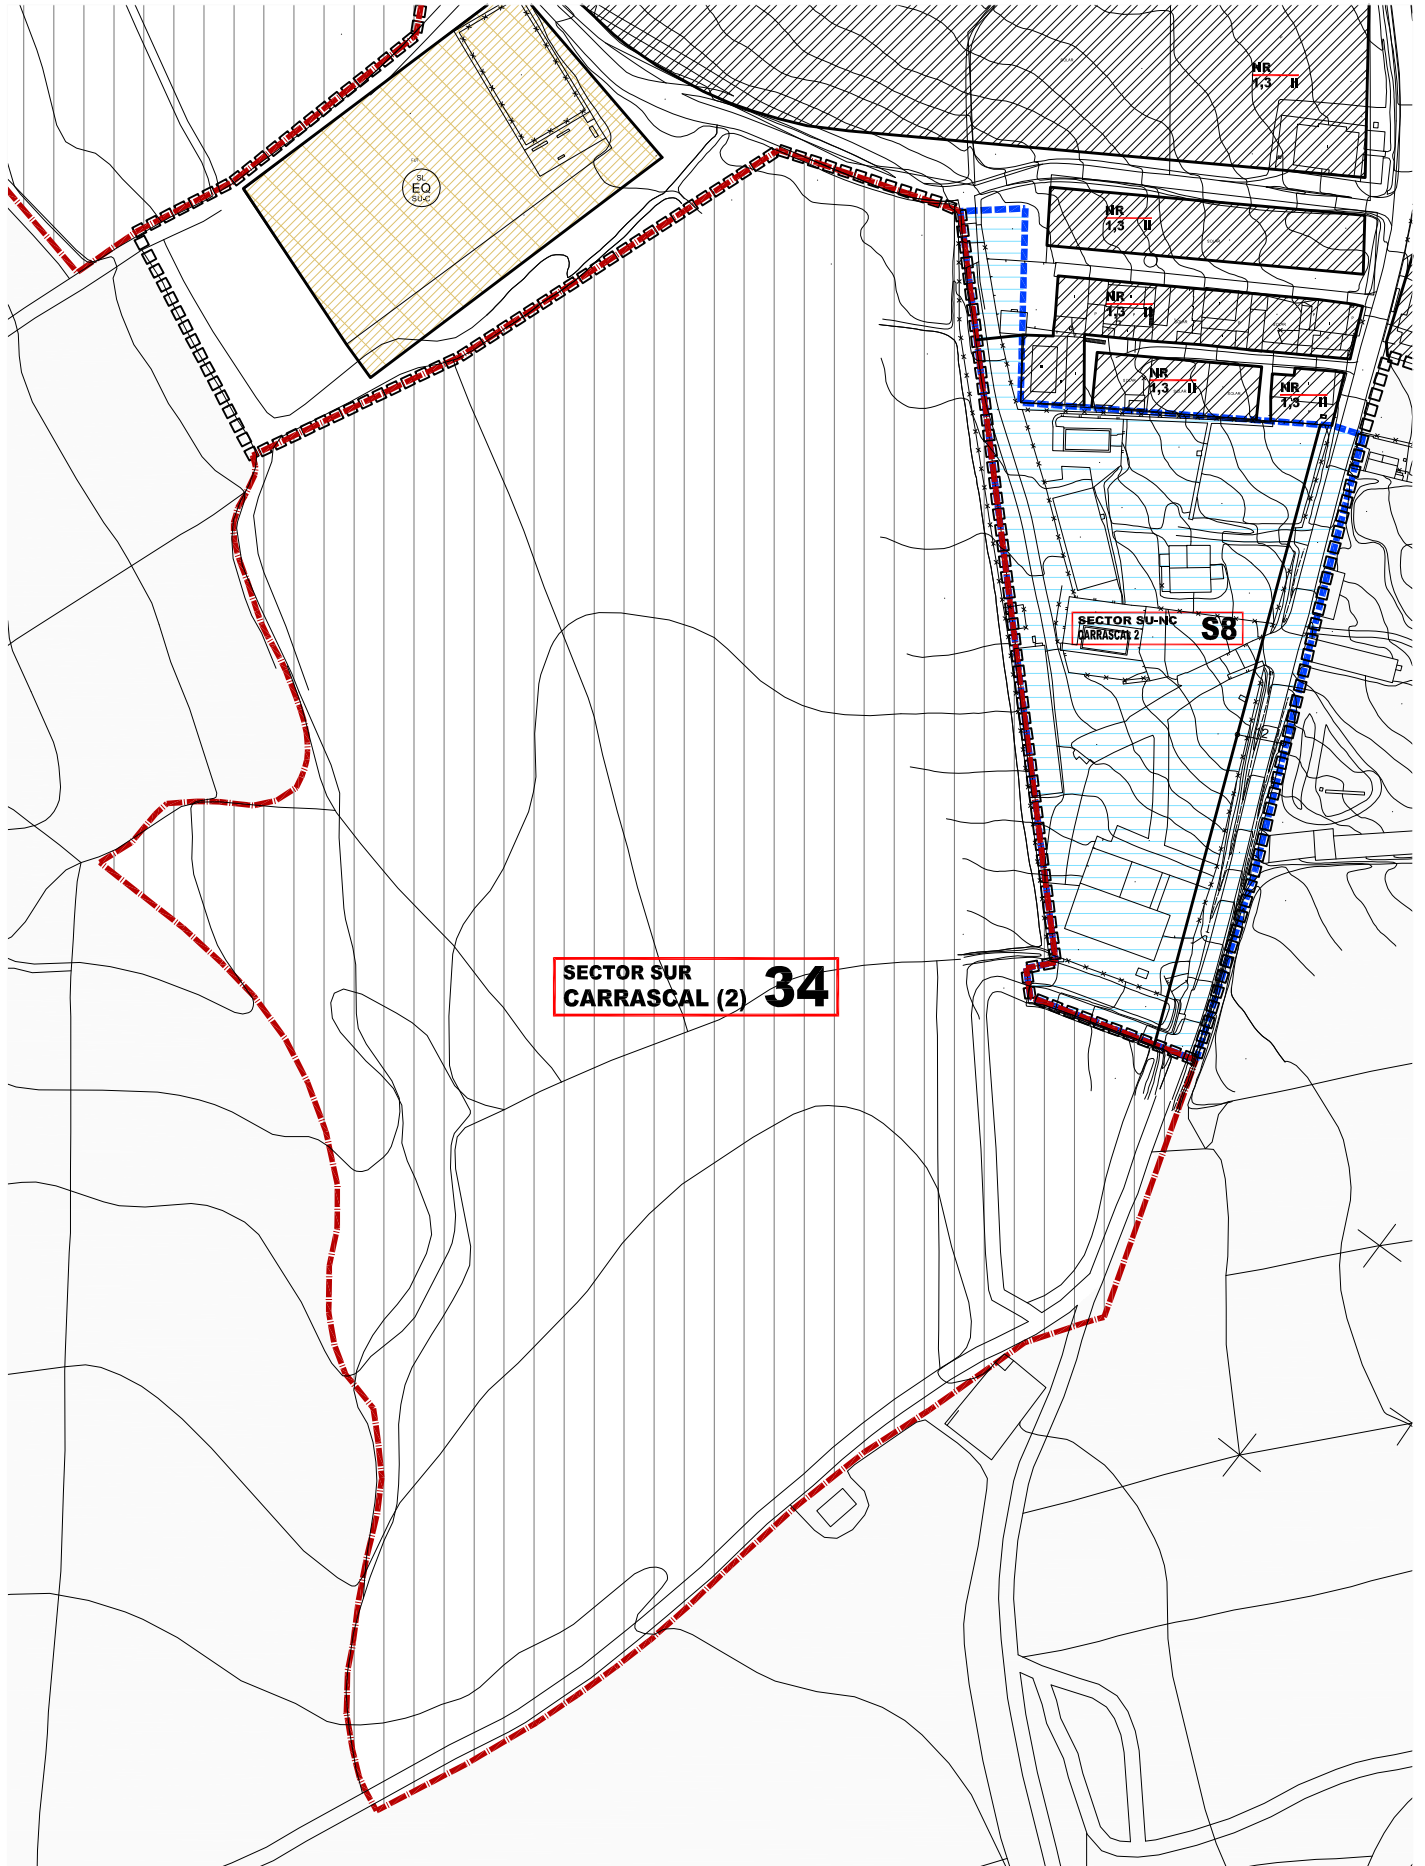 NR
1,3 II
SL
EQ
SU-C
NR
1,3 II
NR
1,3 II
NR
1,3 II
NR
1,3 II
SECTOR SU-NC
CARRASCAL 2
S8
12
SECTOR SUR
CARRASCAL (2)
34